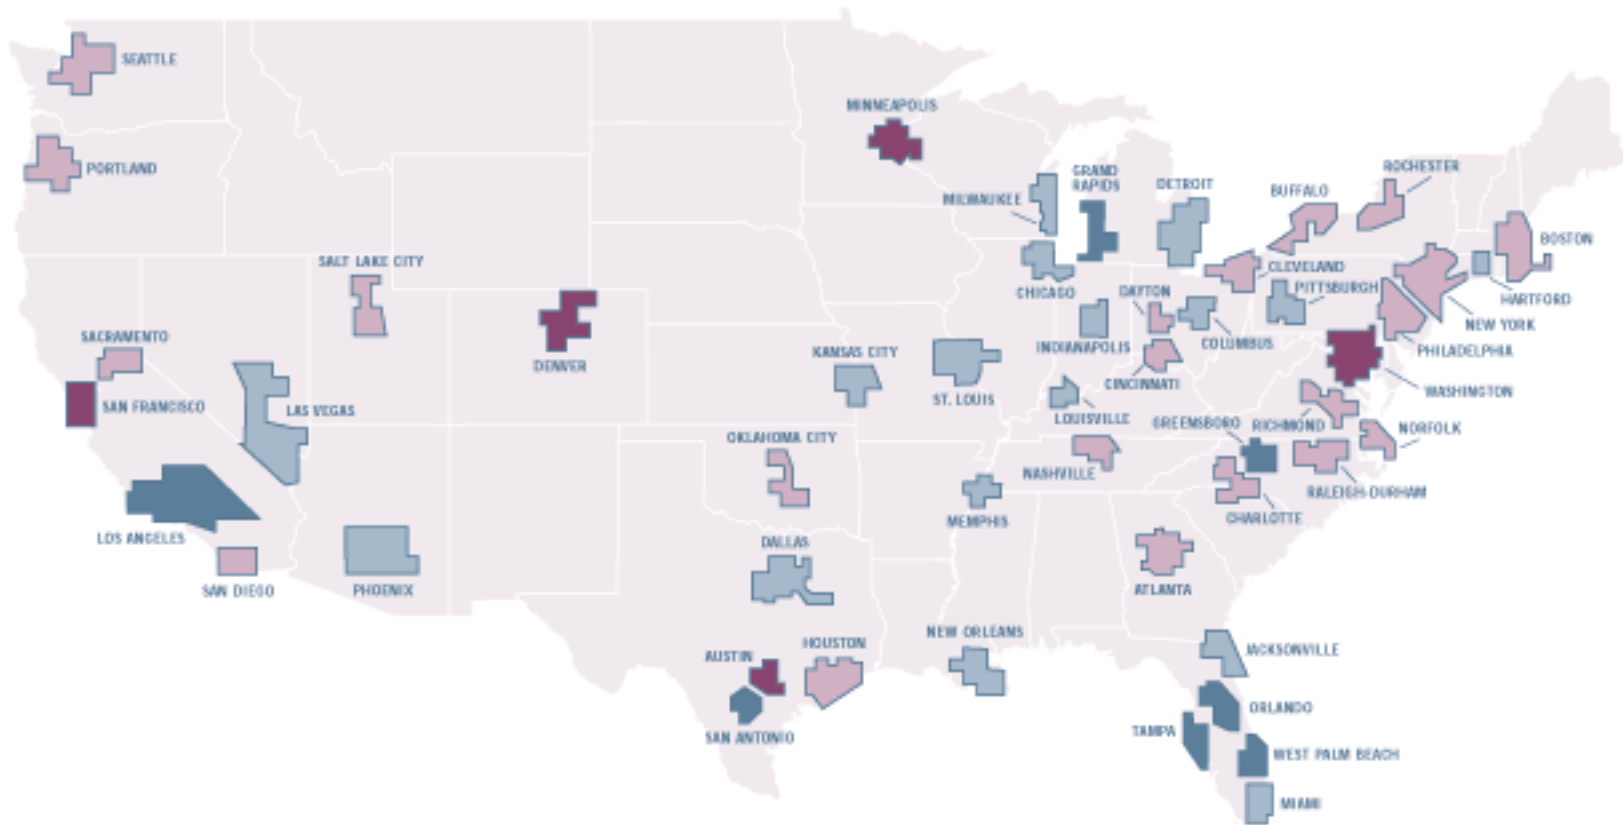 SEATTLE
MINNEAPOLIS
PORTLAND
GRAND
RAPIDS
DETROIT
ROCHESTER
BUFFALO
MILWAUKEE
BOSTON
SALT LAKE CITY
CLEVELAND
CHICAGO
DAYTON
PITTSBURGH
HARTFORD
NEW YORK
SACRAMENTO
INDIANAPOLIS
COLUMBUS
PHILADELPHIA
KANSAS CITY
DENVER
CINCINNATI
WASHINGTON
ST. LOUIS
SAN FRANCISCO
LAS VEGAS
LOUISVILLE
GREENSBORO
RICHMOND
NORFOLK
OKLAHOMA CITY
NASHVILLE
RALEIGH-DURHAM
MEMPHIS
CHARLOTTE
LOS ANGELES
DALLAS
SAN DIEGO
PHOENIX
ATLANTA
NEW ORLEANS
HOUSTON
JACKSONVILLE
AUSTIN
ORLANDO
TAMPA
SAN ANTONIO
WEST PALM BEACH
MIAMI